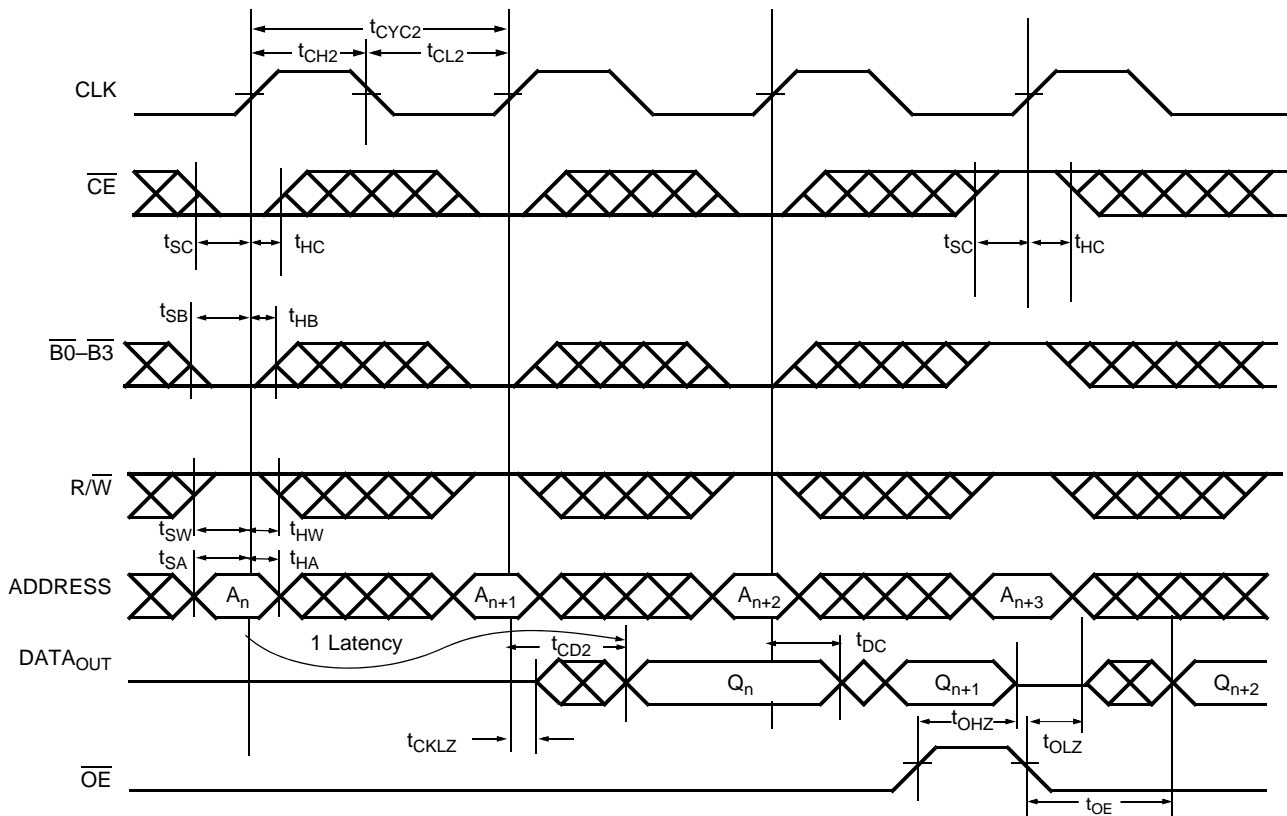 tCYC2
tCH2 tCL2
CLK
CE
tSC tHC tSC tHC
tSB tHB
B0–B3
R/W
tSW tHW
tSA tHA
ADDRESS An An+1 An+2 An+3
1 Latency tCD2 tDC
DATAOUT Qn Qn+1 Qn+2
tOHZ
tCKLZ tOLZ
OE
tOE